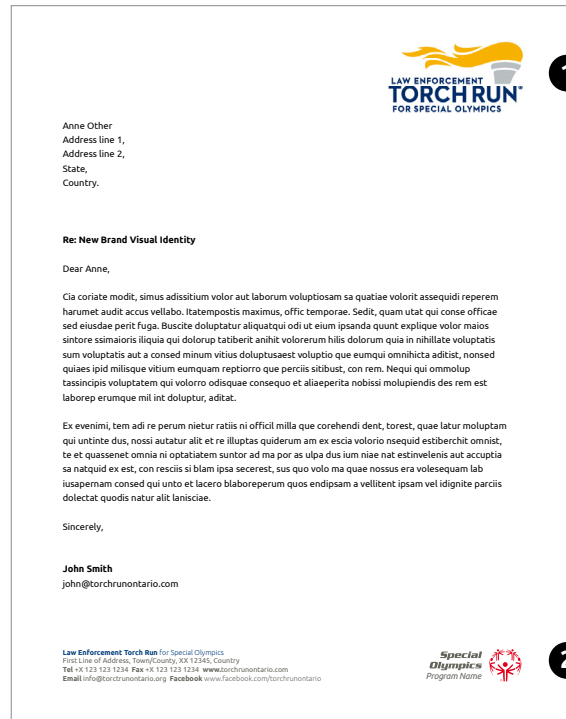 LAW ENFORCEMENT
TORCH RUN®
FOR SPECIAL OLYMPICS
1
Anne Other
Address line 1,
Address line 2,
State,
Country.
Re: New Brand Visual Identity
Dear Anne,
Cia coriate modit, simus adissitium volor aut laborum voluptiosam sa quatiae volorit assequidi reperem
harumet audit accus vellabo. Itatempostis maximus, offic temporae. Sedit, quam utat qui conse officae
sed eiusdae perit fuga. Buscite doluptatur aliquatqui odi ut eium ipsanda quunt explique volor maios
sintore ssimaioris iliquia qui dolorup tatiberit anihit volorerum hilis dolorum quia in nihillate voluptatis
sum voluptatis aut a consed minum vitius doluptusaest voluptio que eumqui omnihicta aditist, nonsed
quiaes ipid milisque vitium eumquam reptiorro que perciis sitibust, con rem. Nequi qui ommolup
tassincipis voluptatem qui volorro odisquae consequo et aliaeperita nobissi molupiendis des rem est
laborep erumque mil int doluptur, aditat.
Ex evenimi, tem adi re perum nietur ratiis ni officil milla que corehendi dent, torest, quae latur moluptam
qui untinte dus, nossi autatur alit et re illuptas quiderum am ex escia volorio nsequid estiberchit omnist,
te et quassenet omnia ni optatiatem suntor ad ma por as ulpa dus ium niae nat estinvelenis aut accuptia
sa natquid ex est, con resciis si blam ipsa secerest, sus quo volo ma quae nossus era volesequam lab
iusapernam consed qui unto et lacero blaboreperum quos endipsam a vellitent ipsam vel idignite parciis
dolectat quodis natur alit lanisciae.
Sincerely,
John Smith
john@torchrunontario.com
Law Enforcement Torch Run for Special Olympics
First Line of Address, Town/County, XX 12345, Country
Tel +X 123 123 1234 Fax +X 123 123 1234 www.torchrunontario.com
Email info@torctrunontario.org Facebook www.facebook.com/torchrunontario
Special
Olympics
Program Name
2